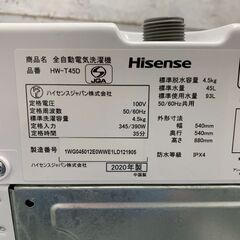 商品名 全自動電気洗濯機
形名 HW-T45D
JQA
Hisense
定格電圧 100V
定格周波数 50/60Hz
標準洗濯容量 4.5kg
定格消費電力 345/390W
定格時間 35分
標準脱水容量 4.5kg
標準水量 45L
標準使用水量 93L
50/60Hz共用
外形寸法
幅 540mm
奥行 540mm
高さ 880mm
防水等級 IPX4
ハイセンスジャパン株式会社
1WG045012E0WWE1LD121905
ハイセンスジャパン株式会社
2020年製
中国製